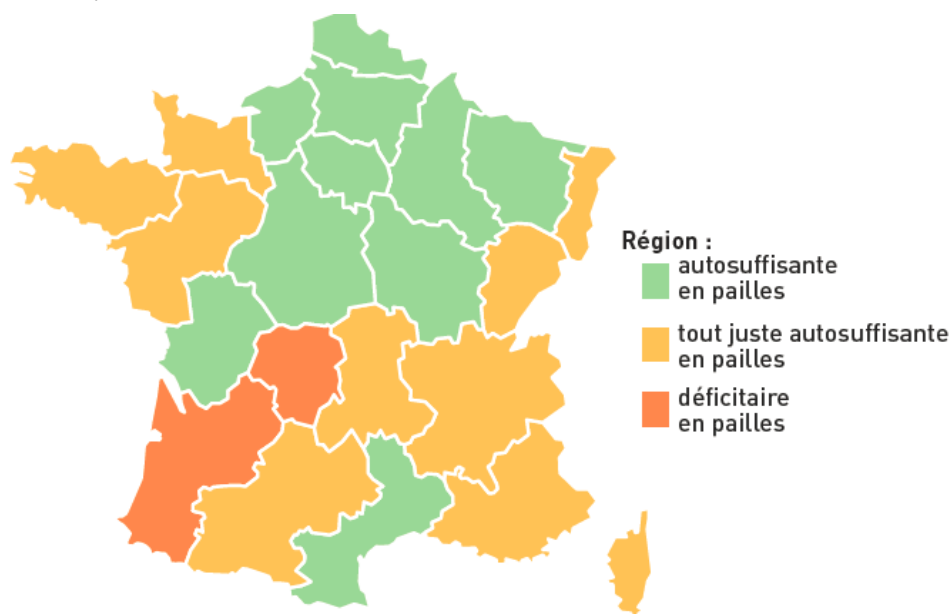 Région :
autosuffisante
en pailles
tout juste autosuffisante
en pailles
déficitaire
en pailles